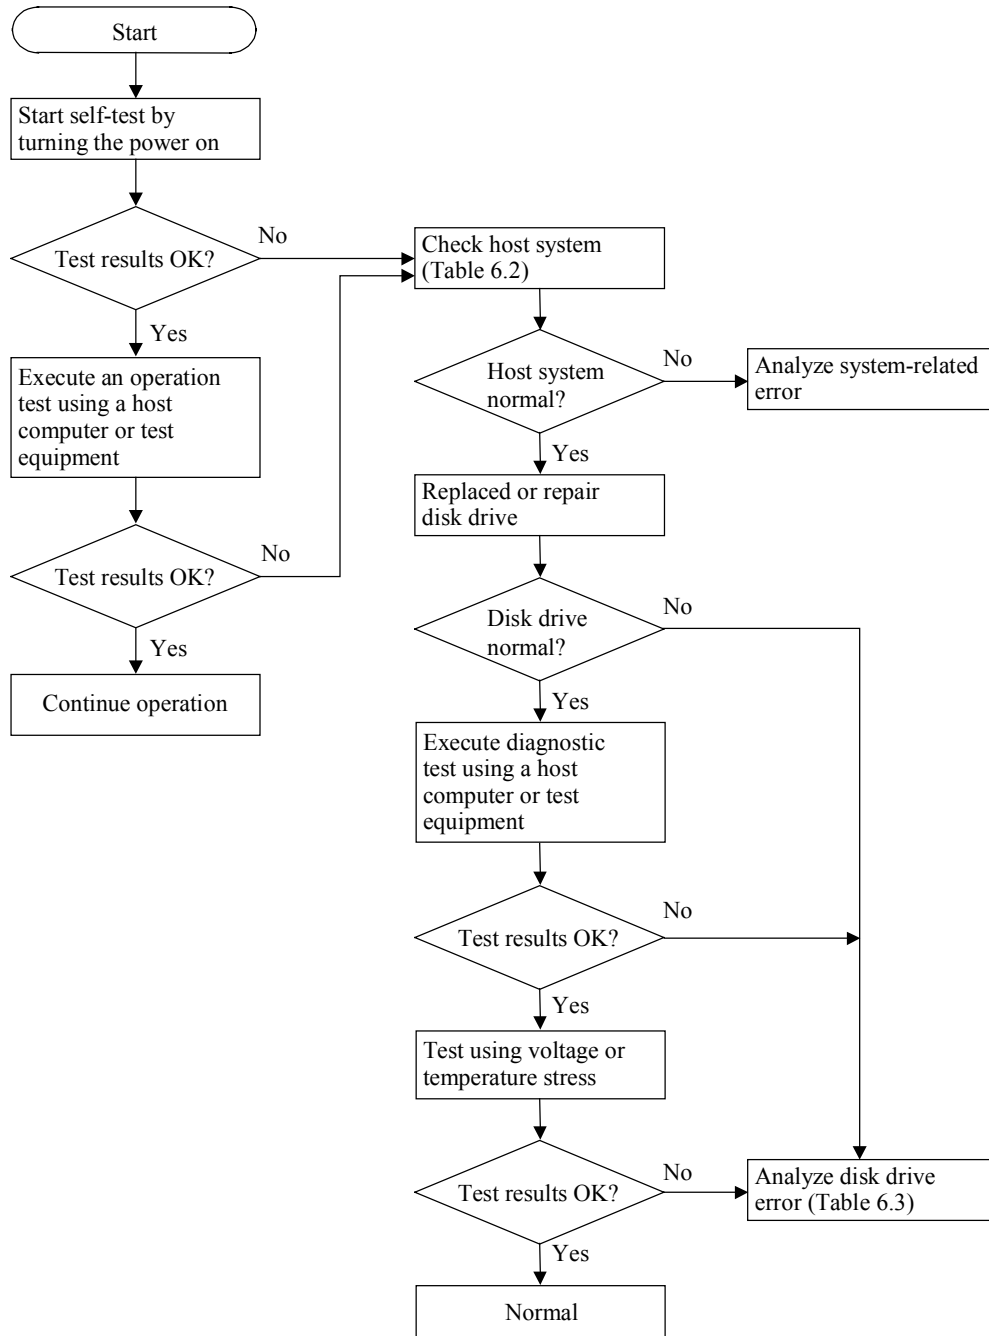 Start
Start self-test by
turning the power on
Test results OK?
No
Yes
Execute an operation
test using a host
computer or test
equipment
Test results OK?
No
Yes
Continue operation
Check host system
(Table 6.2)
Host system
normal?
No
Analyze system-related
error
Yes
Replaced or repair
disk drive
Disk drive
normal?
No
Yes
Execute diagnostic
test using a host
computer or test
equipment
Test results OK?
No
Yes
Test using voltage or
temperature stress
Test results OK?
No
Analyze disk drive
error (Table 6.3)
Yes
Normal